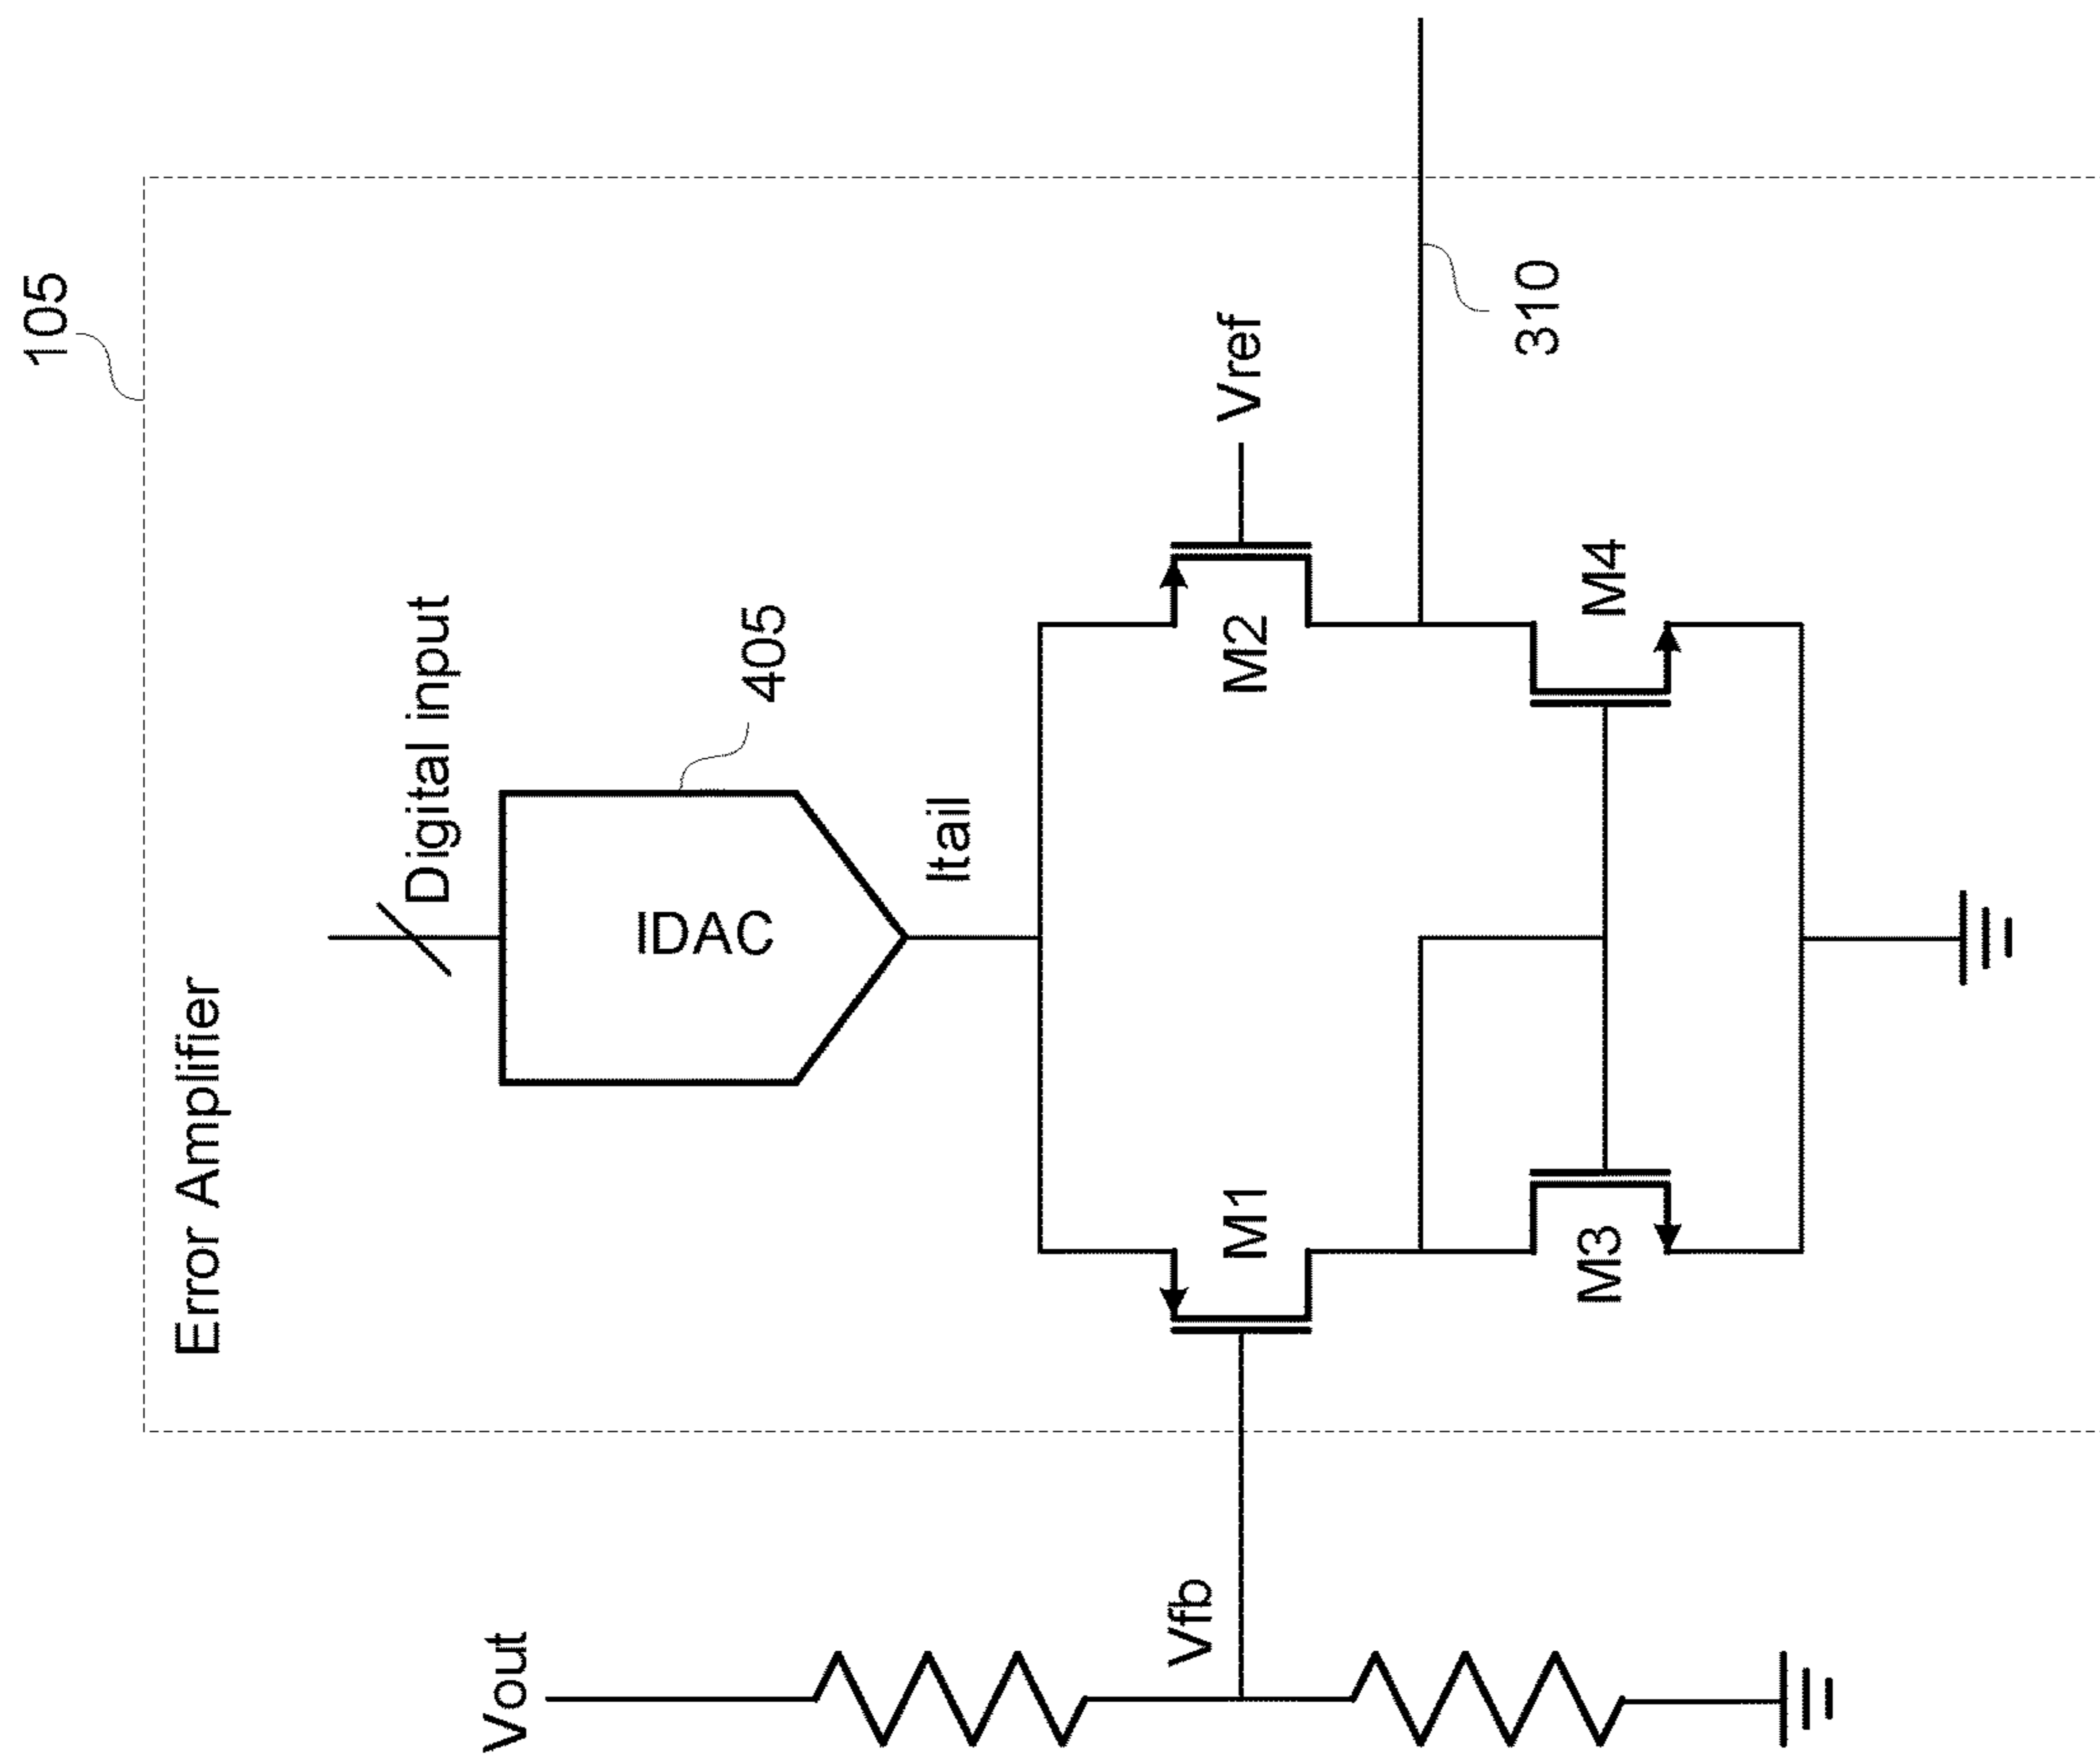 105
Error Amplifier
Digital input
405
IDAC
Itail
Vout
Vfb
M1
M2
Vref
M3
M4
310